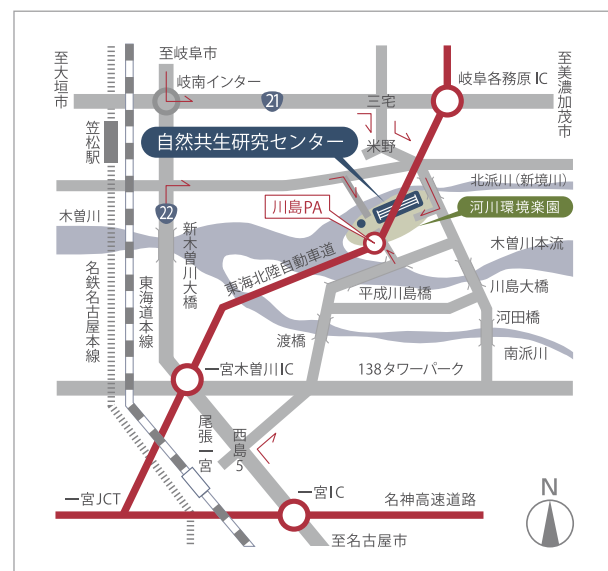 至岐阜市
至大垣市
岐南インター
21
岐阜各務原 IC
至美濃加茂市
三宅
笠松駅
自然共生研究センター
米野
北派川（新境川）
木曽川
22
川島PA
河川環境楽園
新木曽川大橋
東海北陸自動車道
木曽川本流
名鉄名古屋本線
東海道本線
平成川島橋
川島大橋
河田橋
渡橋
南派川
一宮木曽川IC
138タワーパーク
尾張一宮
西島5
一宮JCT
一宮IC
名神高速道路
N
至名古屋市